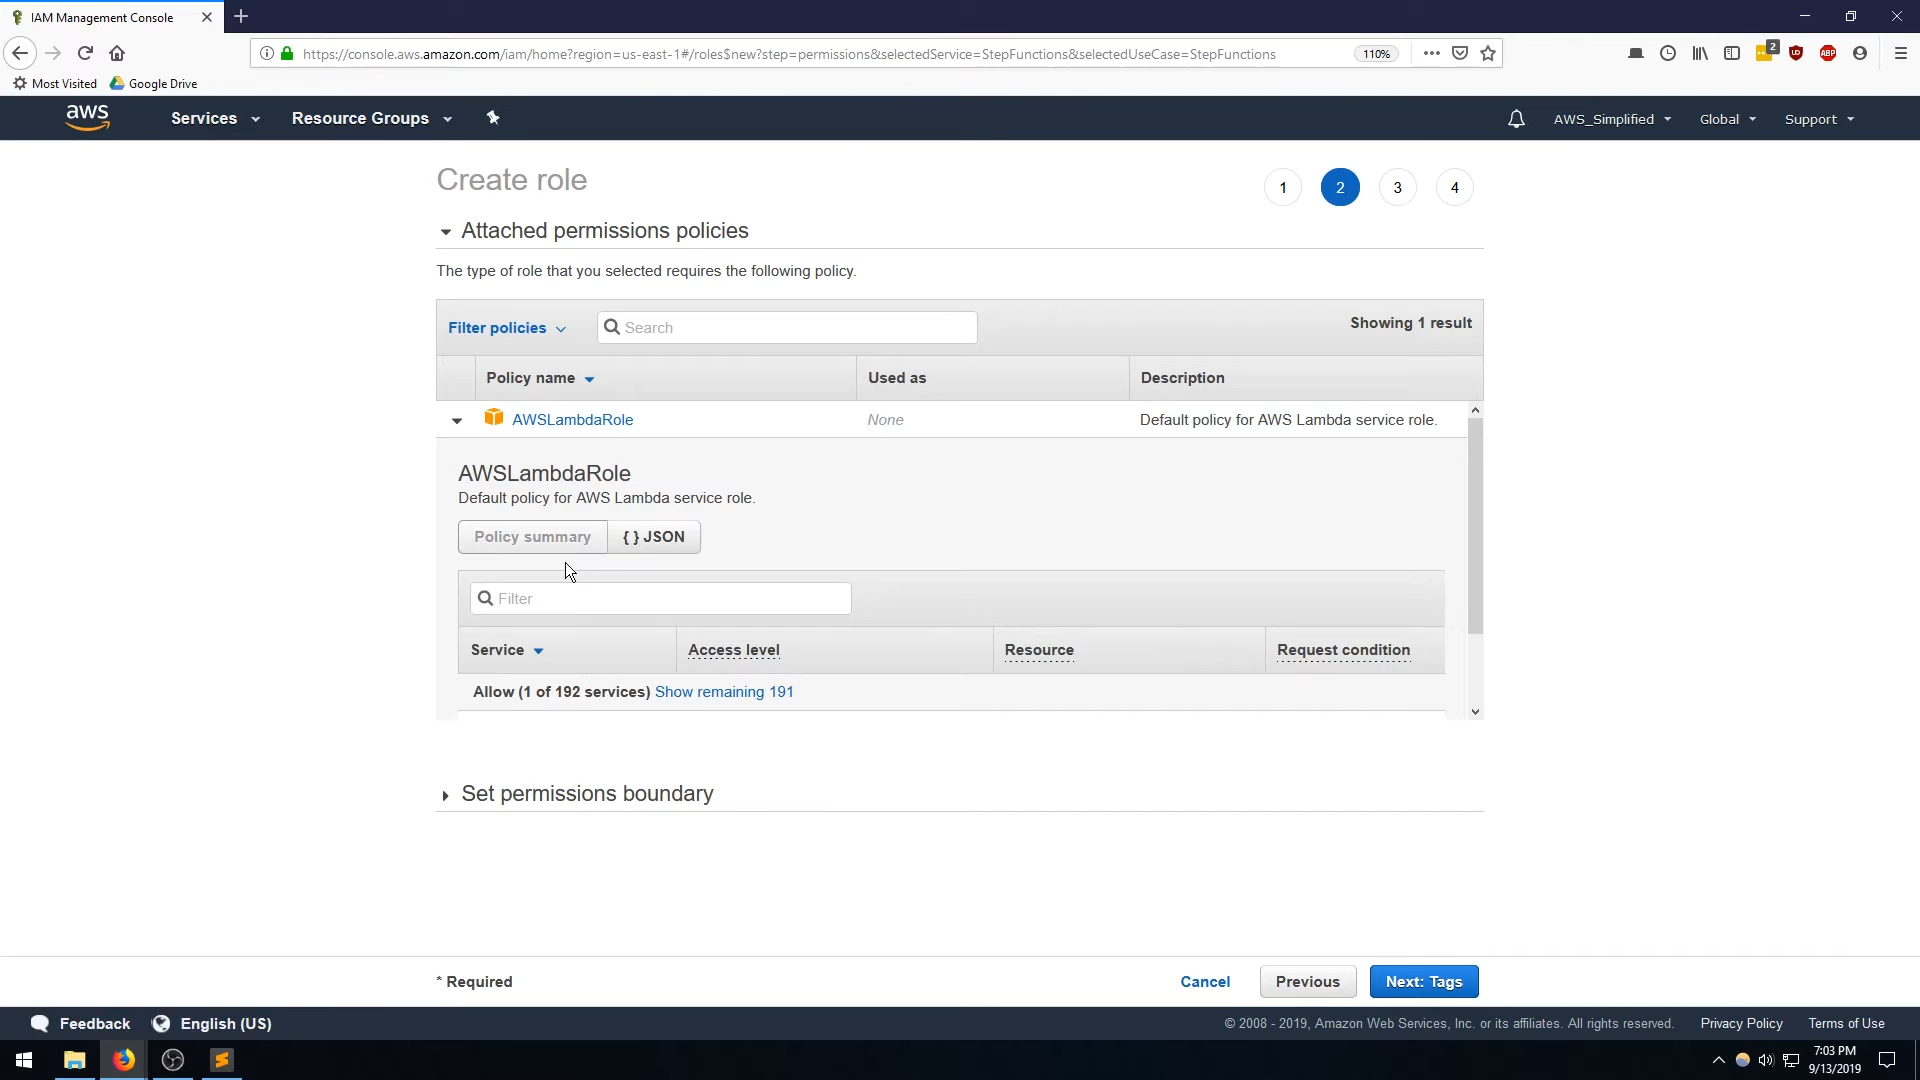 IAM Management Console
https://console.aws.amazon.com/iam/home?region=us-east-1#/roles$new?step=permissions&selectedService=StepFunctions&selectedUseCase=StepFunctions
110%
2
UO
ABP
Most Visited
Google Drive
aws
Services
Resource Groups
AWS_Simplified
Global
Support
Create role
1
2
3
4
Attached permissions policies
The type of role that you selected requires the following policy.
Filter policies
Search
Showing 1 result
Policy name
Used as
Description
AWSLambdaRole
None
Default policy for AWS Lambda service role.
AWSLambdaRole
Default policy for AWS Lambda service role.
Policy summary
{ } JSON
Filter
Service
Access level
Resource
Request condition
Allow (1 of 192 services) Show remaining 191
Set permissions boundary
* Required
Cancel
Previous
Next: Tags
Feedback
English (US)
© 2008 - 2019, Amazon Web Services, Inc. or its affiliates. All rights reserved.
Privacy Policy
Terms of Use
7:03 PM
9/13/2019